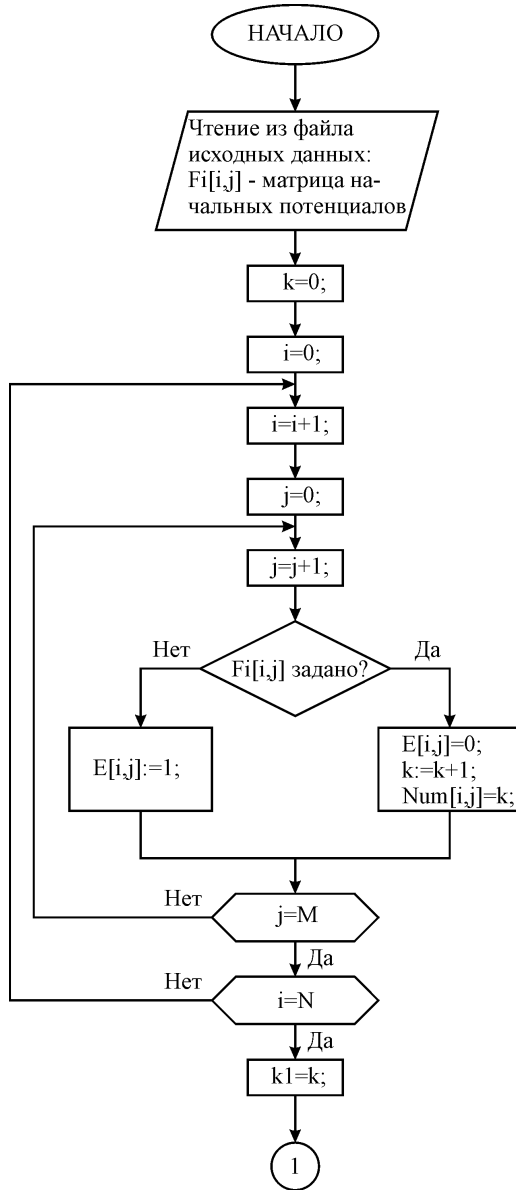 НАЧАЛО
Чтение из файла
исходных данных:
Fi[i,j] - матрица на-
чальных потенциалов
k=0;
i=0;
i=i+1;
j=0;
j=j+1;
Нет
Да
Fi[i,j] задано?
E[i,j]:=1;
E[i,j]=0;
k:=k+1;
Num[i,j]=k;
Нет
j=M
Да
Нет
i=N
Да
k1=k;
1